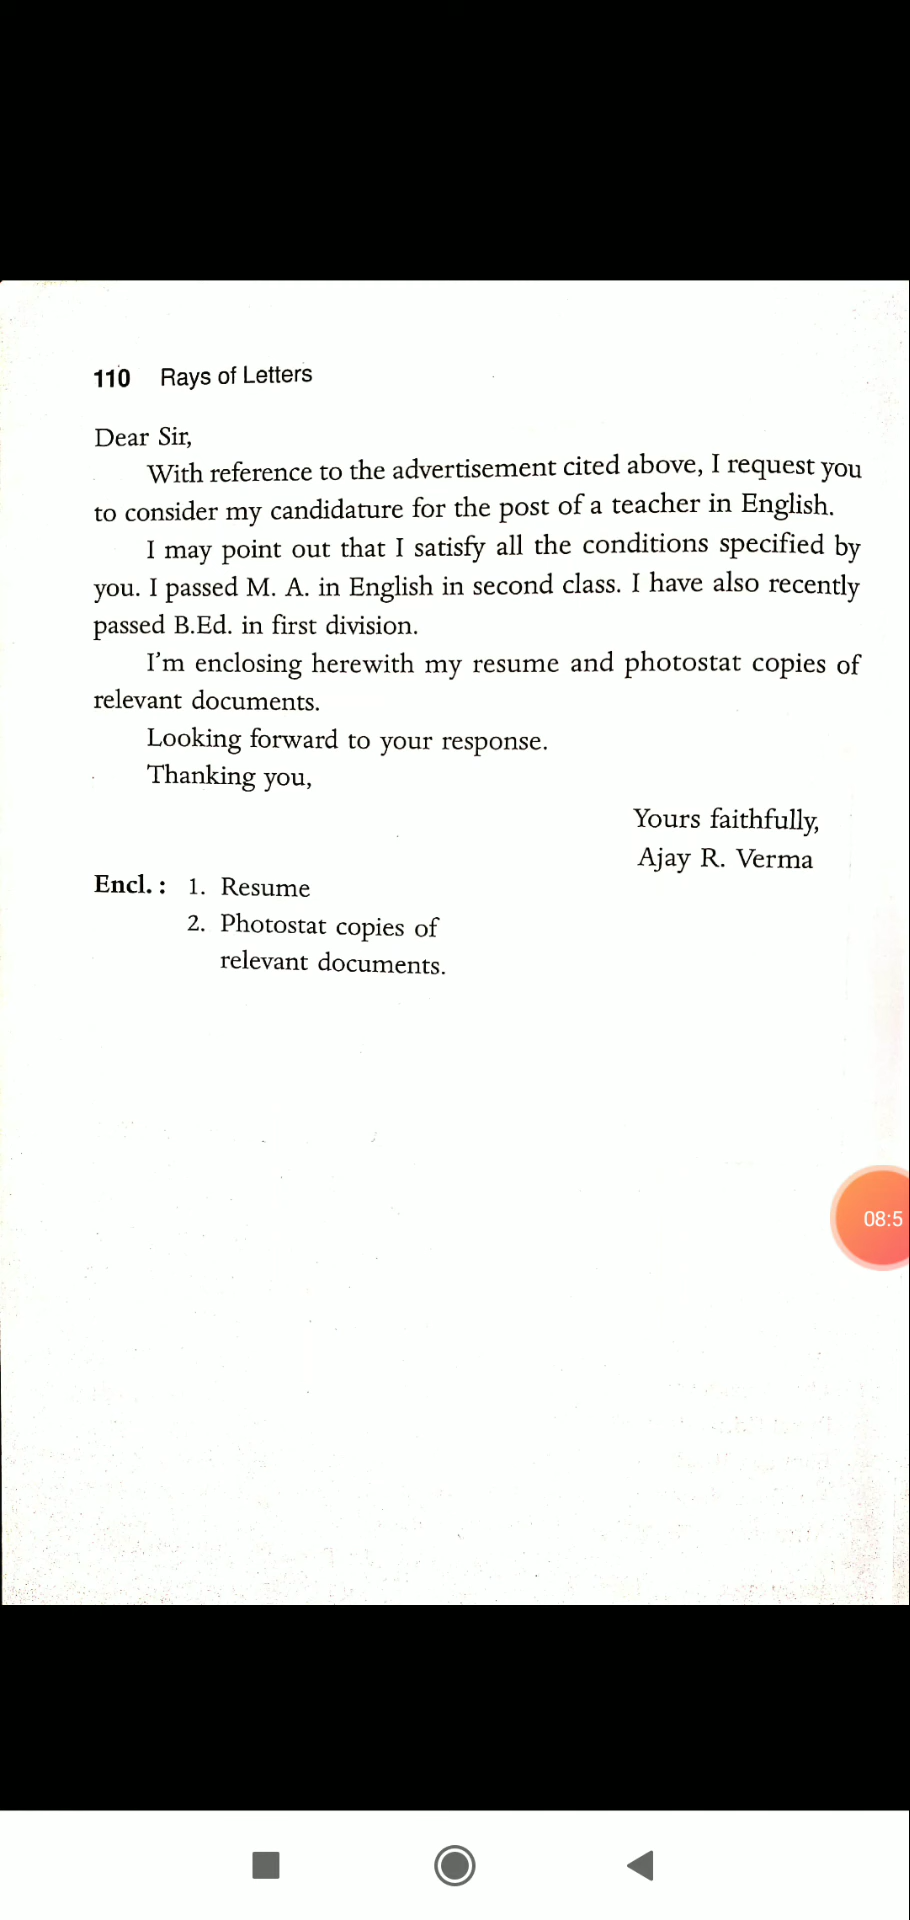 110 Rays of Letters
Dear Sir,
With reference to the advertisement cited above, I request you
to consider my candidature for the post of a teacher in English.
I may point out that I satisfy all the conditions specified by
you. I passed M. A. in English in second class. I have also recently
passed B.Ed. in first division.
I'm enclosing herewith my resume and photostat copies of
relevant documents.
Looking forward to your response.
Thanking you,
Yours faithfully,
Ajay R. Verma
Encl. : 1. Resume
2. Photostat copies of
relevant documents.
08:5